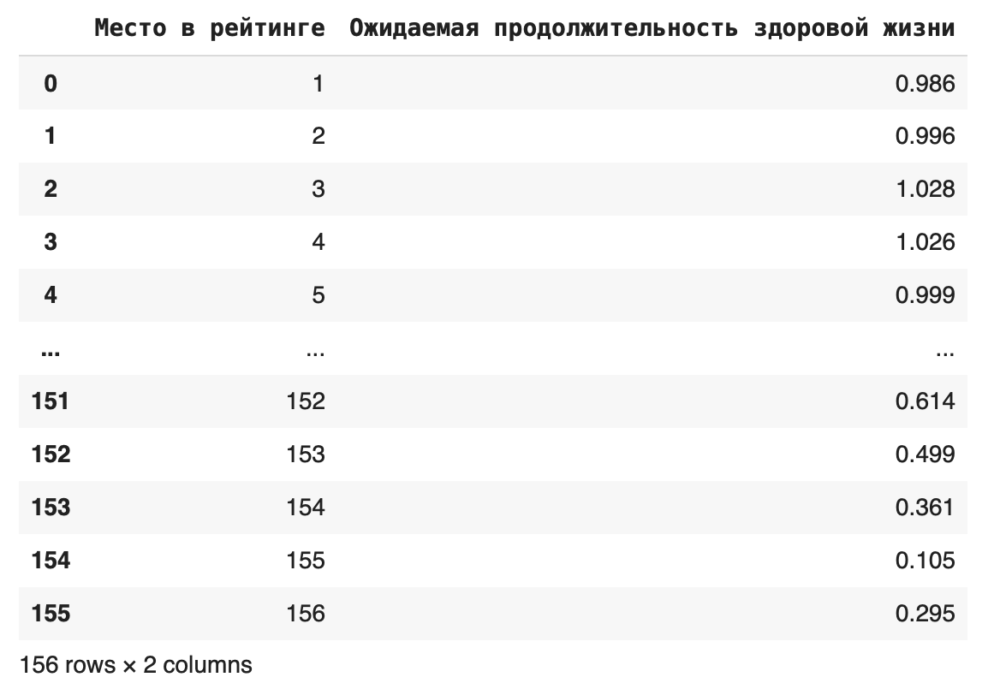 Место в рейтинге Ожидаемая продолжительность здоровой жизни
0 1 0.986
1 2 0.996
2 3 1.028
3 4 1.026
4 5 0.999
... ... ...
151 152 0.614
152 153 0.499
153 154 0.361
154 155 0.105
155 156 0.295
156 rows × 2 columns